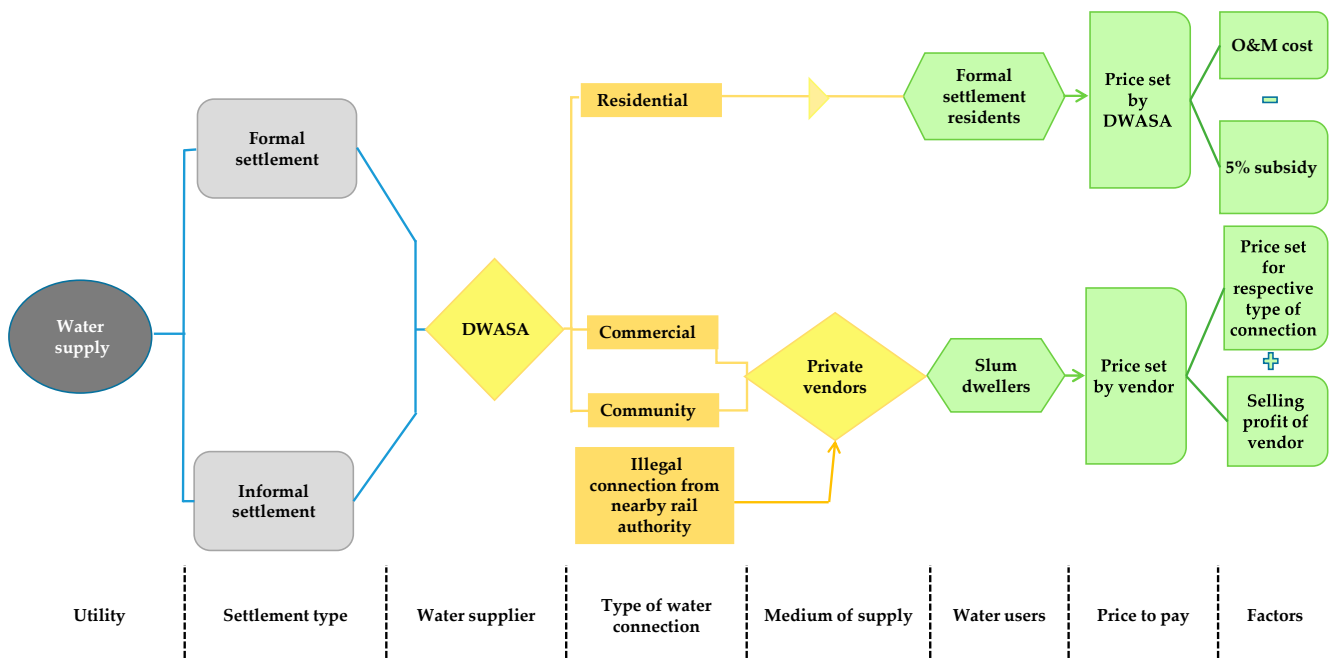 Water
supply
Formal
settlement
Informal
settlement
DWASA
Residential
Commercial
Community
Illegal
connection from
nearby rail
authority
Private
vendors
Formal
settlement
residents
Slum
dwellers
Price set
by
DWASA
Price set
by vendor
O&M cost
5% subsidy
Price set
for
respective
type of
connection
Selling
profit of
vendor
Utility
Settlement type
Water supplier
Type of water
connection
Medium of supply
Water users
Price to pay
Factors